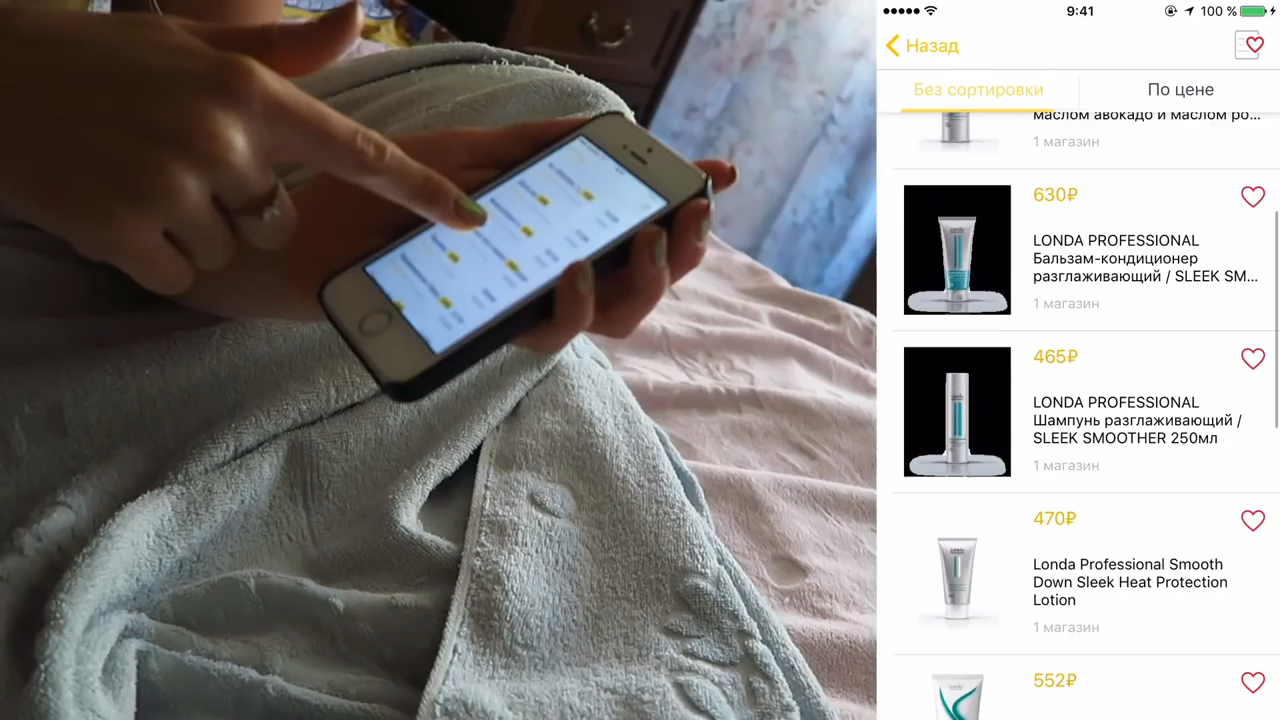 9:41
100 %
Назад
Без сортировки
По цене
маслом авокадо и маслом ро...
1 магазин
630₽
LONDA PROFESSIONAL
Бальзам-кондиционер
разглаживающий / SLEEK SM...
1 магазин
465₽
LONDA PROFESSIONAL
Шампунь разглаживающий /
SLEEK SMOOTHER 250мл
1 магазин
470₽
Londa Professional Smooth
Down Sleek Heat Protection
Lotion
1 магазин
552₽